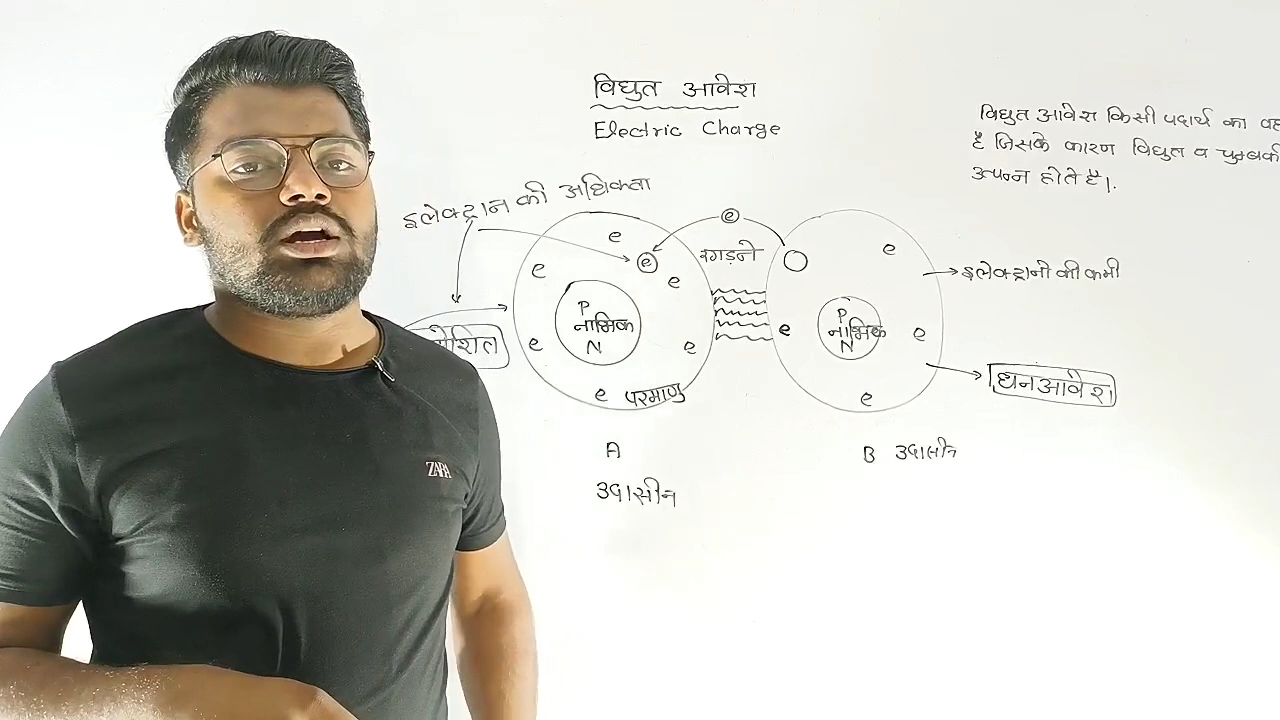 विद्युत आवेश
Electric Charge
विद्युत आवेश किसी पदार्थ का वह
है जिसके कारण विद्युत व चुम्बकी
उत्पन्न होते है।
इलेक्ट्रान की अधिकता
e
e
e
रगड़ने
e
e
e
e
इलेक्ट्रानो की कमी
P
नाभिक
N
P
नाभिक
N
e
e
e
e
e
परमाणु
e
धनआवेश
A
B उदासीन
उदासीन
ZARA